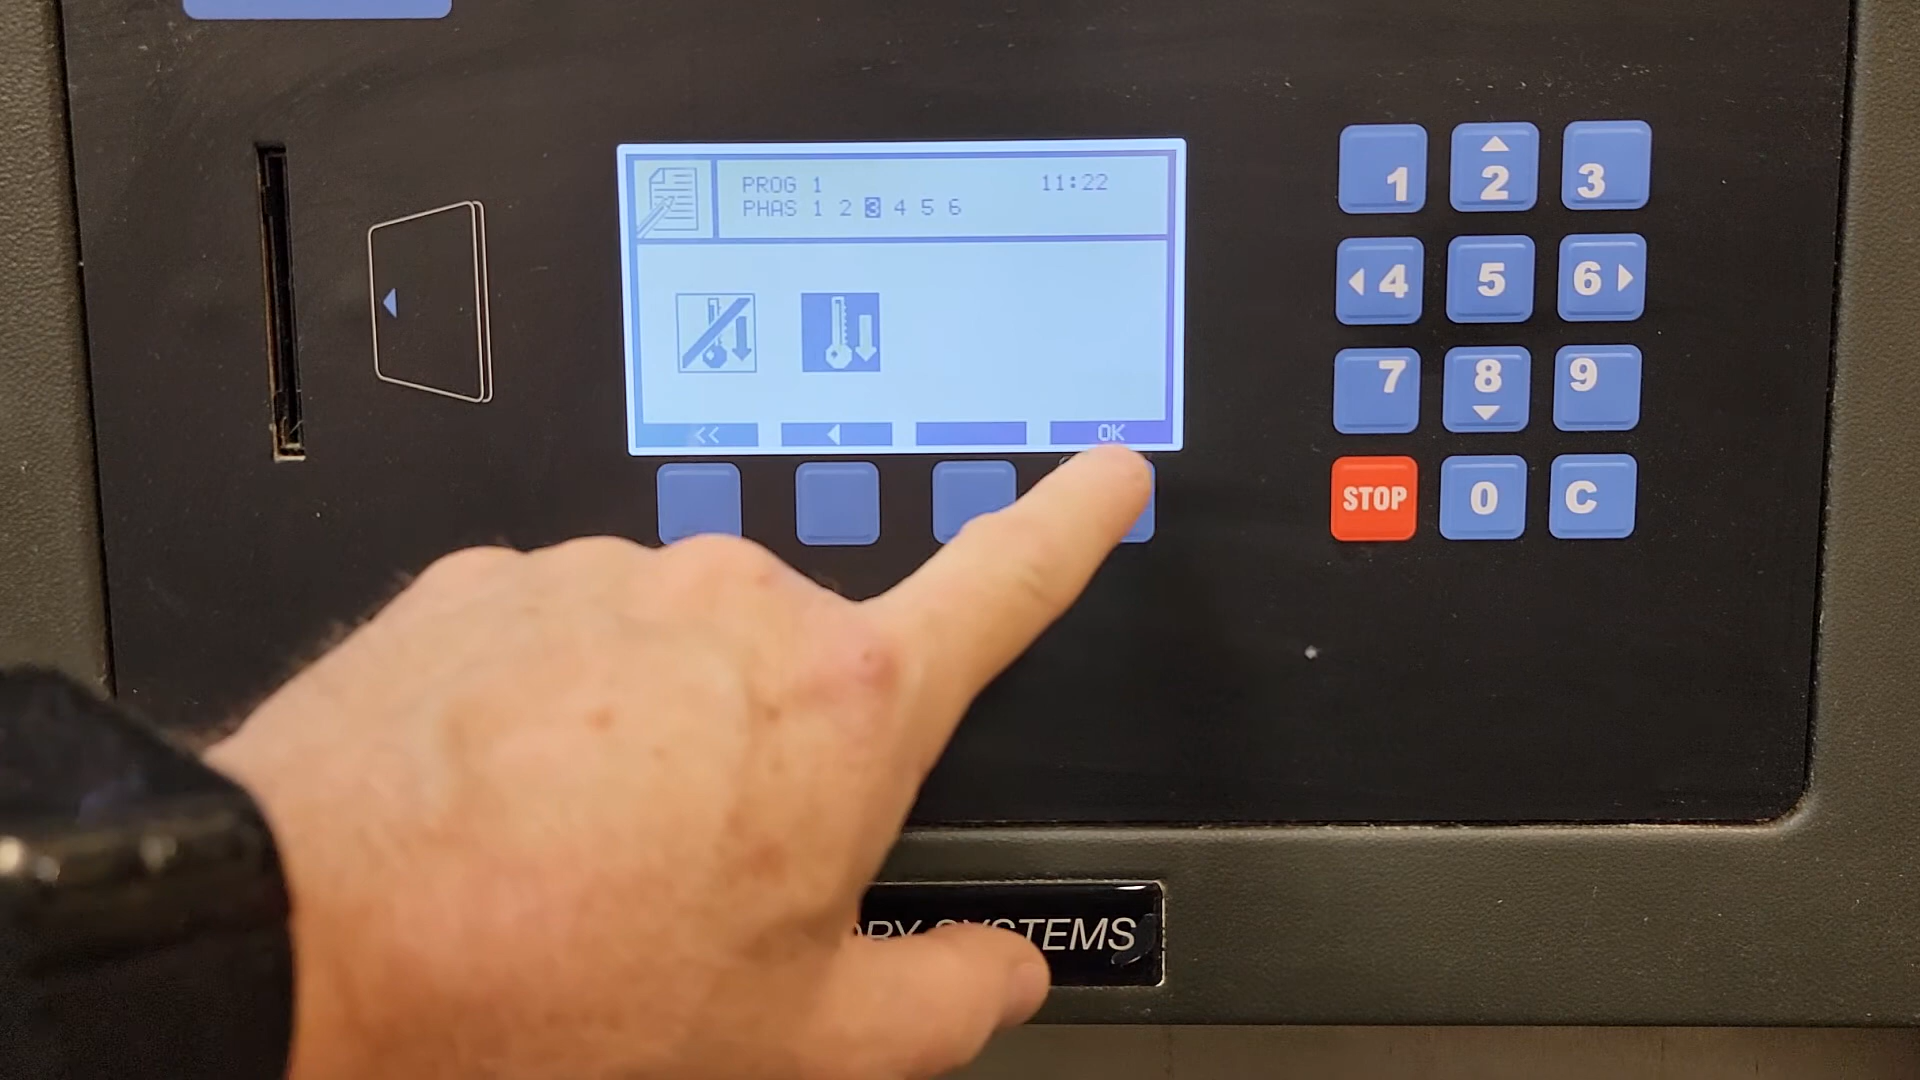 PROG 1 11:22
PHAS 1 2 3 4 5 6
<< OK
1 2 3
4 5 6
7 8 9
STOP 0 C
SYSTEMS